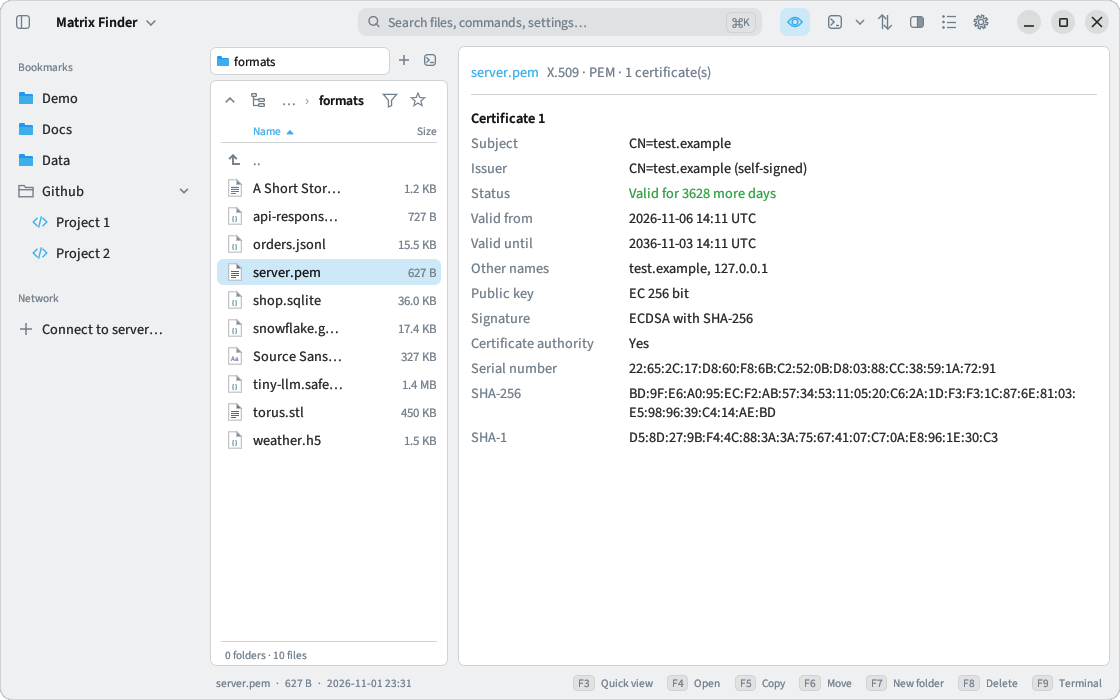 Matrix Finder
Search files, commands, settings…
⌘K
Bookmarks
Demo
Docs
Data
Github
Project 1
Project 2
Network
Connect to server…
formats
… › formats
Name Size
..
A Short Stor… 1.2 KB
api-respons… 727 B
orders.jsonl 15.5 KB
server.pem 627 B
shop.sqlite 36.0 KB
snowflake.g… 17.4 KB
Source Sans… 327 KB
tiny-llm.safe… 1.4 MB
torus.stl 450 KB
weather.h5 1.5 KB
0 folders · 10 files
server.pem X.509 · PEM · 1 certificate(s)
Certificate 1
Subject CN=test.example
Issuer CN=test.example (self-signed)
Status Valid for 3628 more days
Valid from 2026-11-06 14:11 UTC
Valid until 2036-11-03 14:11 UTC
Other names test.example, 127.0.0.1
Public key EC 256 bit
Signature ECDSA with SHA-256
Certificate authority Yes
Serial number 22:65:2C:17:D8:60:F8:6B:C2:52:0B:D8:03:88:CC:38:59:1A:72:91
SHA-256 BD:9F:E6:A0:95:EC:F2:AB:57:34:53:11:05:20:C6:2A:1D:F3:F3:1C:87:6E:81:03:
E5:98:96:39:C4:14:AE:BD
SHA-1 D5:8D:27:9B:F4:4C:88:3A:3A:75:67:41:07:C7:0A:E8:96:1E:30:C3
server.pem · 627 B · 2026-11-01 23:31
F3 Quick view F4 Open F5 Copy F6 Move F7 New folder F8 Delete F9 Terminal